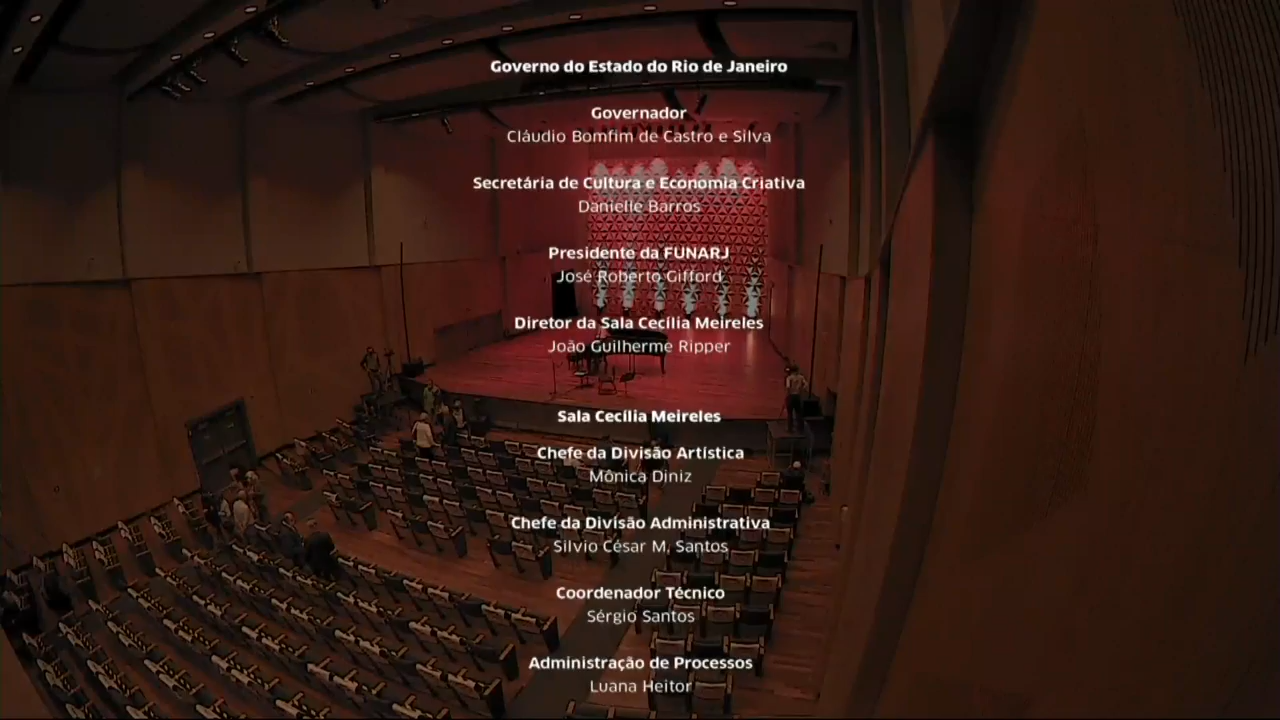 Governo do Estado do Rio de Janeiro
Governador
Cláudio Bomfim de Castro e Silva
Secretária de Cultura e Economia Criativa
Danielle Barros
Presidente da FUNARJ
José Roberto Gifford
Diretor da Sala Cecília Meireles
João Guilherme Ripper
Sala Cecília Meireles
Chefe da Divisão Artística
Mônica Diniz
Chefe da Divisão Administrativa
Silvio César M. Santos
Coordenador Técnico
Sérgio Santos
Administração de Processos
Luana Heitor